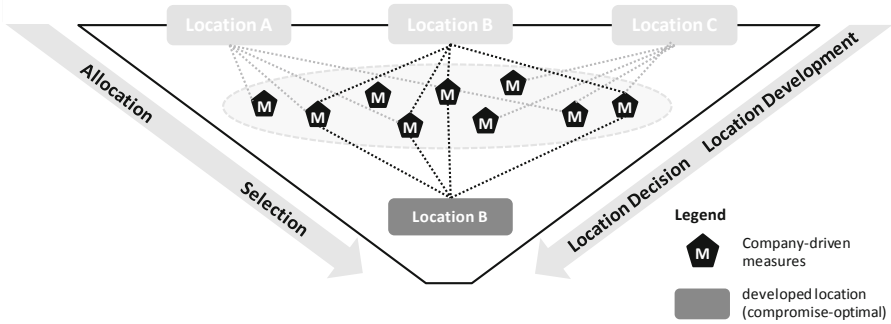 Location A
Location B
Location C
Allocation
Selection
Location Decision
Location Development
M
M
M
M
M
M
M
M
M
Location B
Legend
M
Company-driven
measures
developed location
(compromise-optimal)